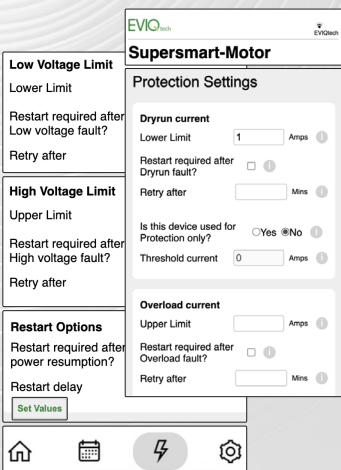 EVIQtech
EVIQtech
Supersmart-Motor
Protection Settings
Dryrun current
Lower Limit 1 Amps i
Restart required after
Dryrun fault? i
Retry after Mins i
Is this device used for
Protection only? Yes No i
Threshold current 0 Amps i
Overload current
Upper Limit Amps i
Restart required after
Overload fault? i
Retry after Mins i
Low Voltage Limit
Lower Limit
Restart required after
Low voltage fault?
Retry after
High Voltage Limit
Upper Limit
Restart required after
High voltage fault?
Retry after
Restart Options
Restart required after
power resumption?
Restart delay
Set Values